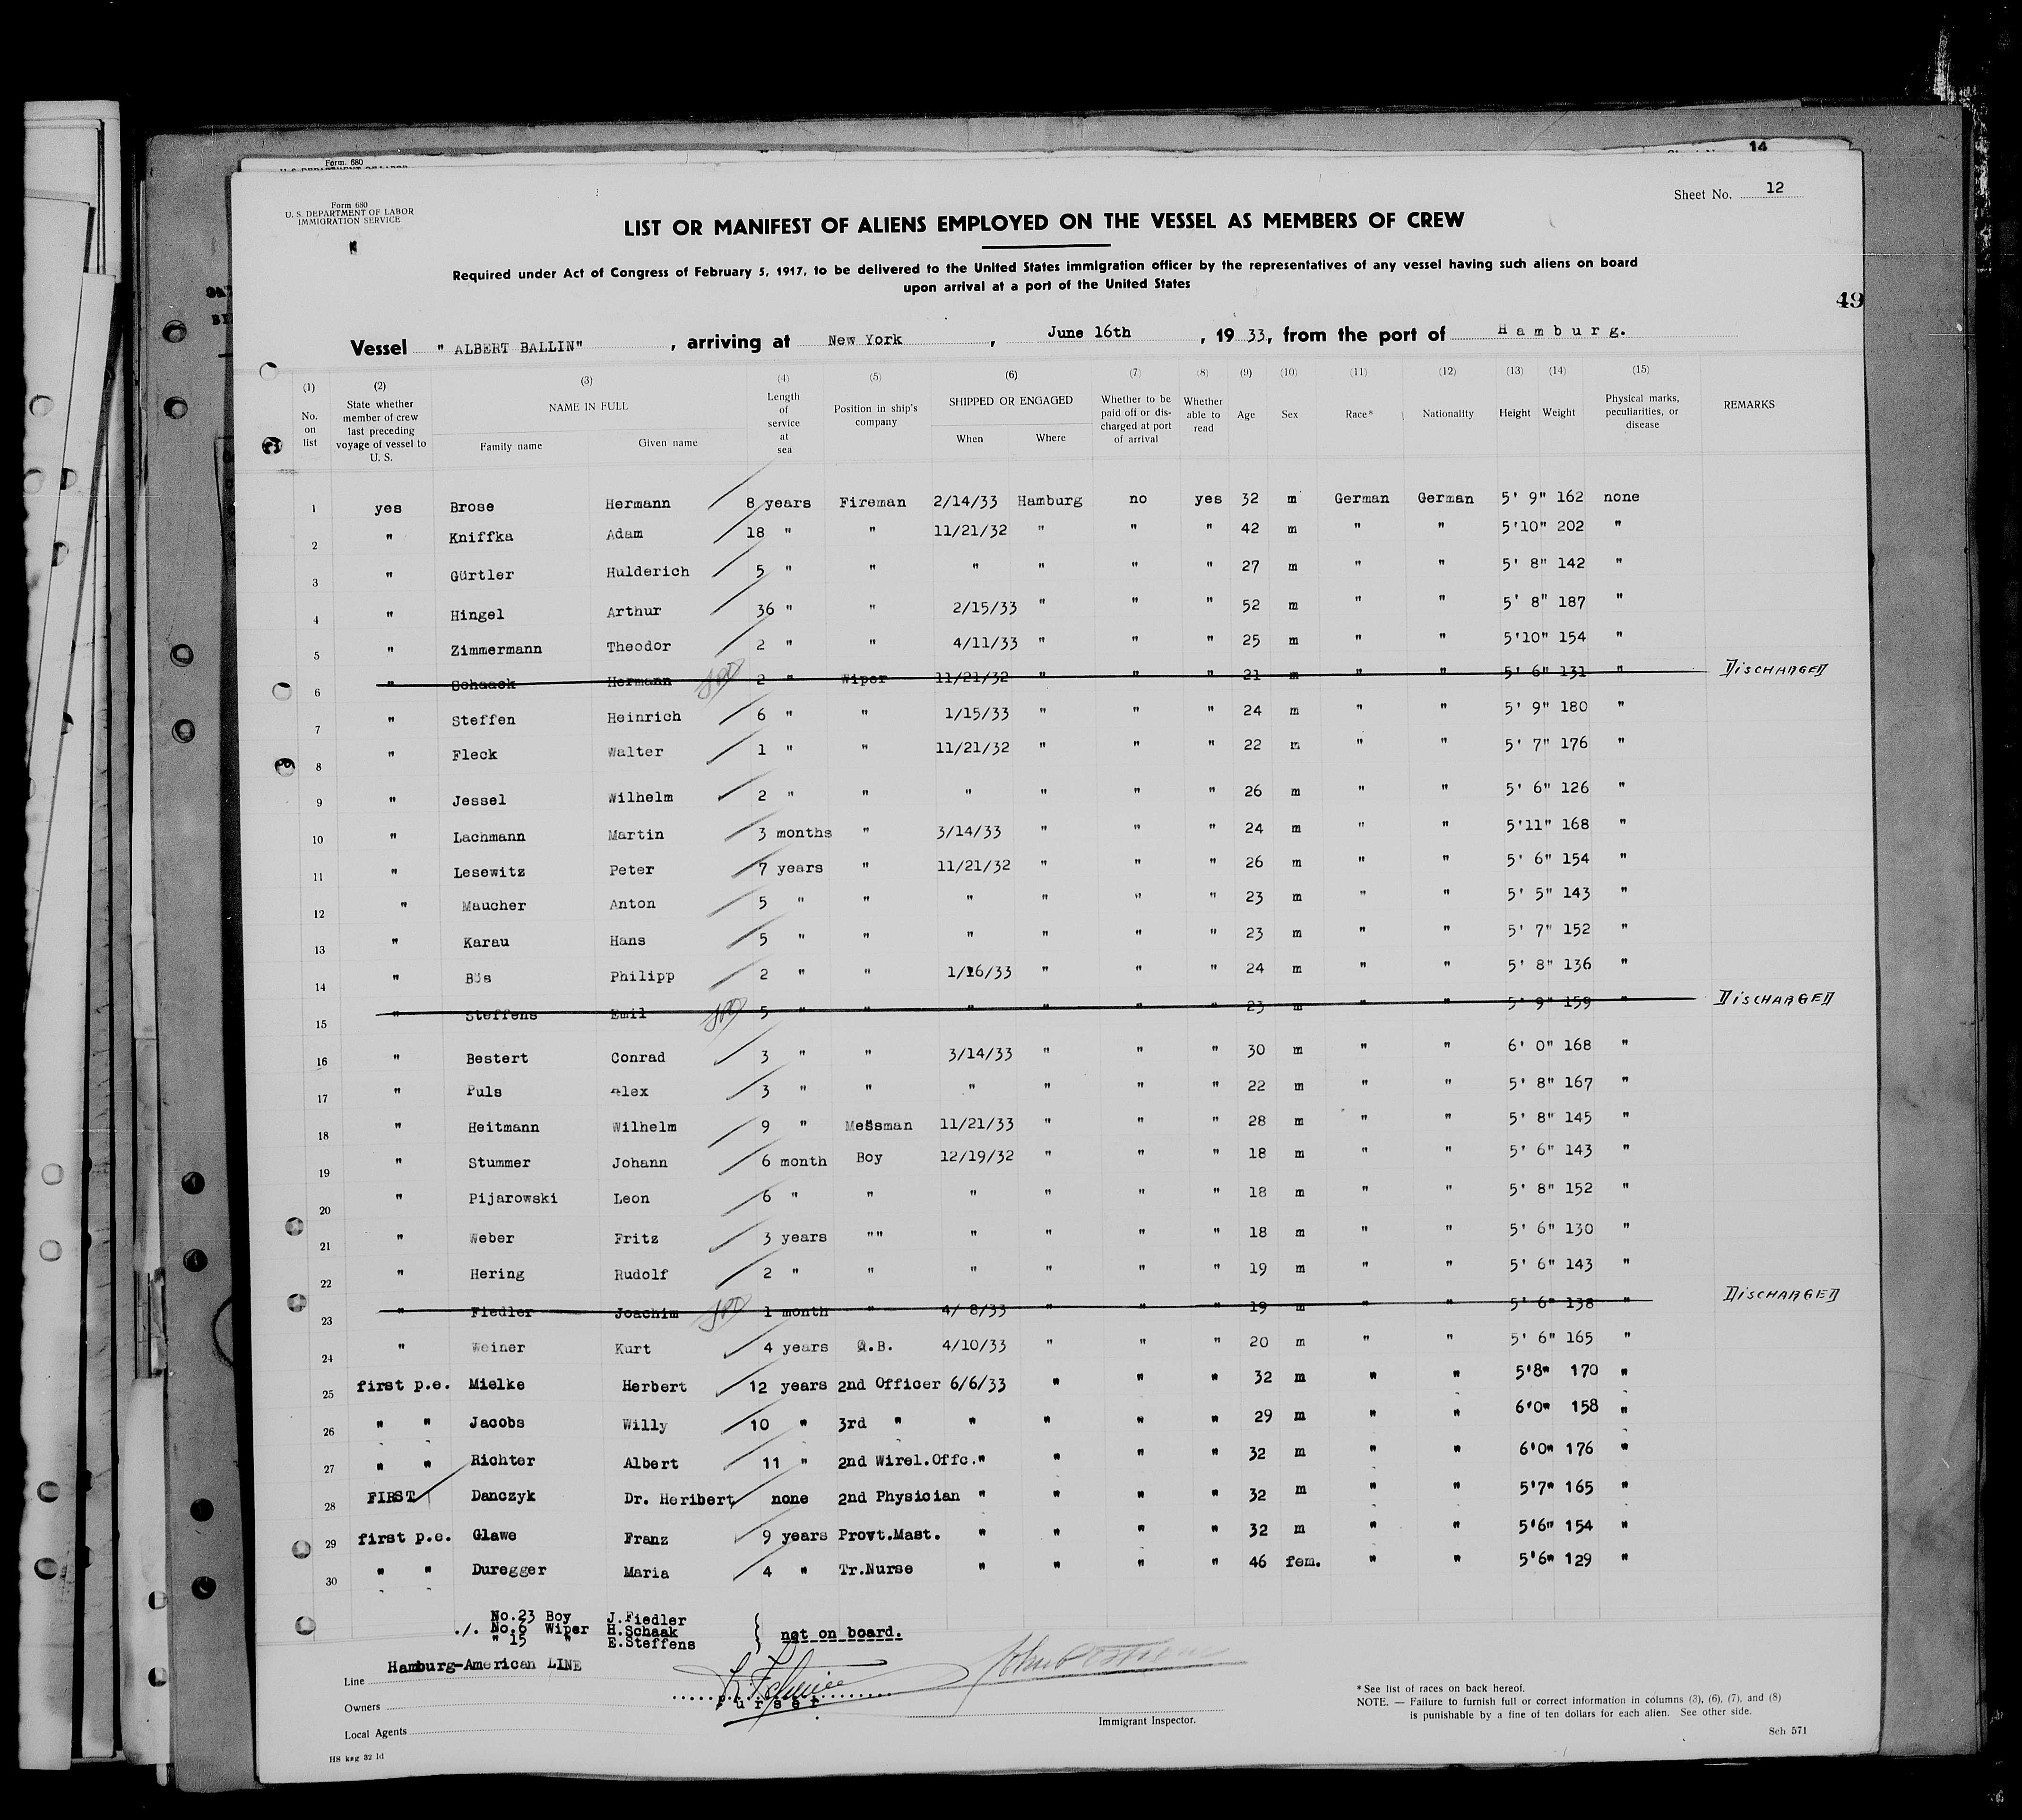 Form. 680
14
Form 680
U. S. DEPARTMENT OF LABOR
IMMIGRATION SERVICE
Sheet No. 12
LIST OR MANIFEST OF ALIENS EMPLOYED ON THE VESSEL AS MEMBERS OF CREW
Required under Act of Congress of February 5, 1917, to be delivered to the United States immigration officer by the representatives of any vessel having such aliens on board
upon arrival at a port of the United States
49
Vessel " ALBERT BALLIN" , arriving at New York , June 16th , 19 33, from the port of Hamburg.
(1) (2) (3) (4) (5) (6) (7) (8) (9) (10) (11) (12) (13) (14) (15)
No. on list
State whether member of crew last preceding voyage of vessel to U. S.
NAME IN FULL
Family name
Given name
Length of service at sea
Position in ship's company
SHIPPED OR ENGAGED
When
Where
Whether to be paid off or discharged at port of arrival
Whether able to read
Age
Sex
Race*
Nationality
Height
Weight
Physical marks, peculiarities, or disease
REMARKS
1 yes Brose Hermann 8 years Fireman 2/14/33 Hamburg no yes 32 m German German 5' 9" 162 none
2 " Kniffka Adam 18 " " 11/21/32 " " " 42 m " " 5'10" 202 "
3 " Gürtler Hulderich 5 " " " " " " 27 m " " 5' 8" 142 "
4 " Hingel Arthur 36 " " 2/15/33 " " " 52 m " " 5' 8" 187 "
5 " Zimmermann Theodor 2 " " 4/11/33 " " " 25 m " " 5'10" 154 "
6 " Schaack Hermann 2 " Wiper 11/21/32 " " " 21 m " " 5' 6" 131 " DISCHARGED
7 " Steffen Heinrich 6 " " 1/15/33 " " " 24 m " " 5' 9" 180 "
8 " Fleck Walter 1 " " 11/21/32 " " " 22 m " " 5' 7" 176 "
9 " Jessel Wilhelm 2 " " " " " " 26 m " " 5' 6" 126 "
10 " Lachmann Martin 3 months " 3/14/33 " " " 24 m " " 5'11" 168 "
11 " Lesewitz Peter 7 years " 11/21/32 " " " 26 m " " 5' 6" 154 "
12 " Maucher Anton 5 " " " " " " 23 m " " 5' 5" 143 "
13 " Karau Hans 5 " " " " " " 23 m " " 5' 7" 152 "
14 " Philipp 2 " " 1/16/33 " " " 24 m " " 5' 8" 136 "
15 " Steffens Emil 5 " " " " " " 23 m " " 5' 9" 159 " DISCHARGED
16 " Bestert Conrad 3 " " 3/14/33 " " " 30 m " " 6' 0" 168 "
17 " Puls Alex 3 " " " " " " 22 m " " 5' 8" 167 "
18 " Heitmann Wilhelm 9 " Messman 11/21/33 " " " 28 m " " 5' 8" 145 "
19 " Stummer Johann 6 month Boy 12/19/32 " " " 18 m " " 5' 6" 143 "
20 " Pijarowski Leon 6 " " " " " " 18 m " " 5' 8" 152 "
21 " Weber Fritz 3 years "" " " " " 18 m " " 5' 6" 130 "
22 " Hering Rudolf 2 " " " " " " 19 m " " 5' 6" 143 "
23 " Fiedler Joachim 1 month " 4/ 8/33 " " " 19 m " " 5' 6" 138 " DISCHARGED
24 " Weiner Kurt 4 years 4/10/33 " " " 20 m " " 5' 6" 165 "
25 first p.e. Mielke Herbert 12 years 2nd Officer 6/6/33 " " " 32 m " " 5'8" 170 "
26 " " Jacobs Willy 10 " 3rd " " " " " 29 m " " 6'0" 158 "
27 " " Richter Albert 11 " 2nd Wirel.Offc." " " " 32 m " " 6'0" 176 "
28 FIRST Danczyk Dr. Heribert none 2nd Physician " " " " 32 m " " 5'7" 165 "
29 first p.e. Glawe Franz 9 years Provt.Mast. " " " " 32 m " " 5'6" 154 "
30 " " Duregger Maria 4 " Tr.Nurse " " " " 46 fem. " " 5'6" 129 "
No.23 Boy J.Fiedler
./. No.6 Wiper H.Schaak } not on board.
" 15 " E.Steffens
Line Hamburg-American LINE
Owners
Purser
Local Agents
Immigrant Inspector.
* See list of races on back hereof.
NOTE. — Failure to furnish full or correct information in columns (3), (6), (7), and (8)
is punishable by a fine of ten dollars for each alien. See other side.
Sch 571
HS kag 32 ld